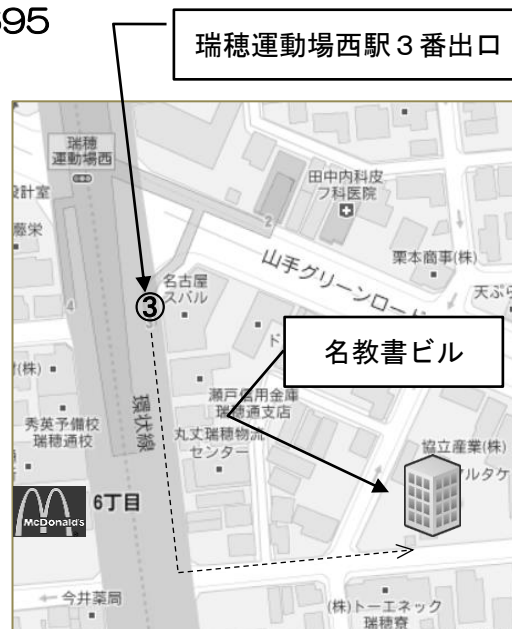 395
瑞穂運動場西駅３番出口
瑞穂
運動場西
設計室
藤栄
田中内科皮
フ科医院
2
山手グリーンロード
栗本商事(株)
天ぷら
4
名古屋
スバル
③
名教書ビル
(株)
瀬戸信用金庫
瑞穂通支店
環状線
秀英予備校
瑞穂通校
丸丈瑞穂物流
センター
協立産業(株)
マルタケ
McDonald's
6丁目
今井薬局
(株)トーエネック
瑞穂寮